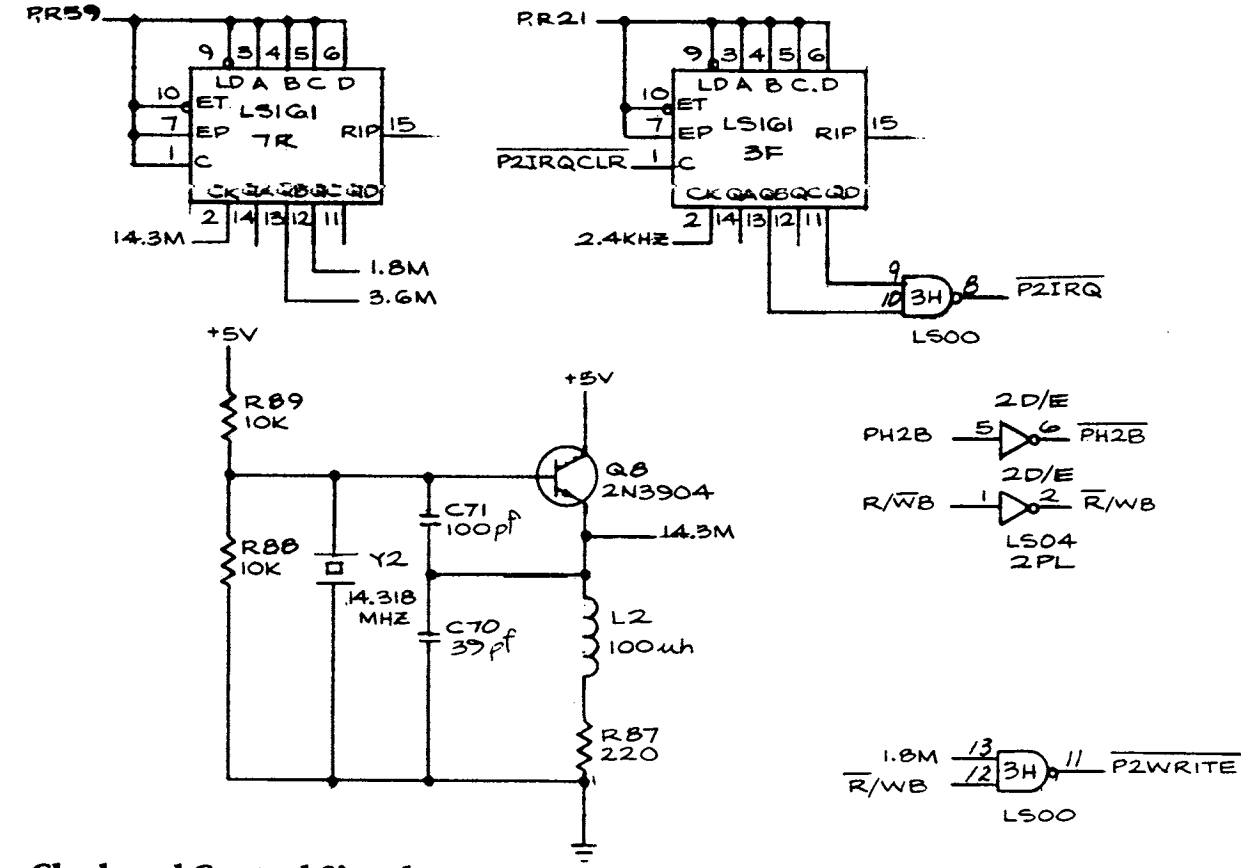 P.R59
9 3 4 5 6
LD A B C D
10 ET LS161
7 EP RIP 15
7R
1 C
CK QA QB QC QD
2 14 13 12 11
14.3M
1.8M
3.6M
P.R21
9 3 4 5 6
LD A B C.D
10 ET
7 EP LS161 RIP 15
3F
P2IRQCLR 1 C
CK QA QB QC QD
2 14 13 12 11
2.4KHZ
9
10 3H 8 P2IRQ
LS00
+5V
R89
10K
R88
10K
Y2
14.318
MHZ
C71
100pf
C70
39pf
+5V
Q8
2N3904
14.3M
L2
100uh
R87
220
2D/E
PH2B 5 6 PH2B
2D/E
R/WB 1 2 R/WB
LS04
2PL
1.8M 13
R/WB 12 3H 11 P2WRITE
LS00